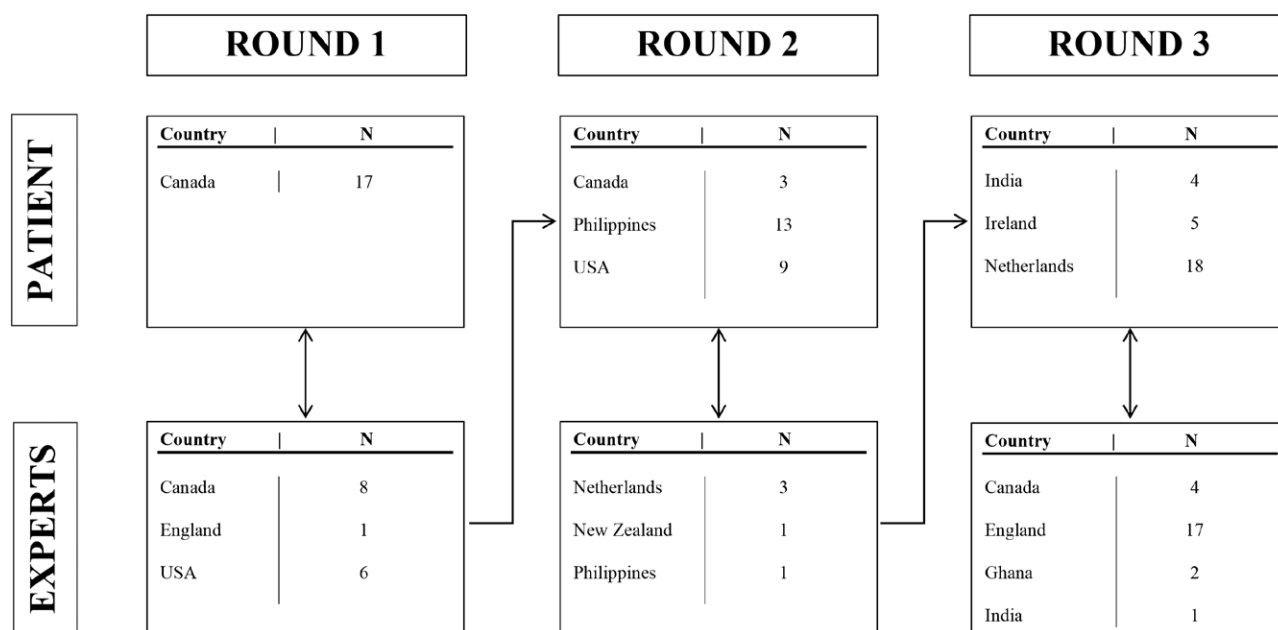 ROUND 1 ROUND 2 ROUND 3
PATIENT
Country | N
Canada 17
Country | N
Canada 3
Philippines 13
USA 9
Country | N
India 4
Ireland 5
Netherlands 18
EXPERTS
Country | N
Canada 8
England 1
USA 6
Country | N
Netherlands 3
New Zealand 1
Philippines 1
Country | N
Canada 4
England 17
Ghana 2
India 1